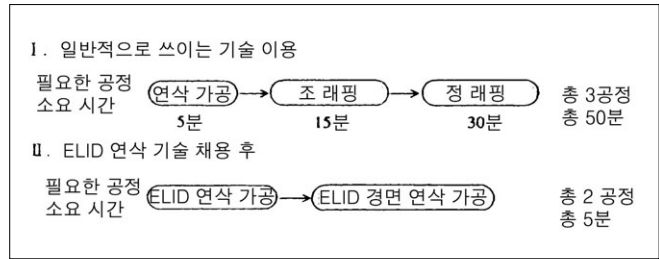 I. 일반적으로 쓰이는 기술 이용
필요한 공정 연삭 가공 → 조 래핑 → 정 래핑 총 3공정
소요 시간 5분 15분 30분 총 50분
II. ELID 연삭 기술 채용 후
필요한 공정 ELID 연삭 가공 → ELID 경면 연삭 가공 총 2 공정
소요 시간 총 5분